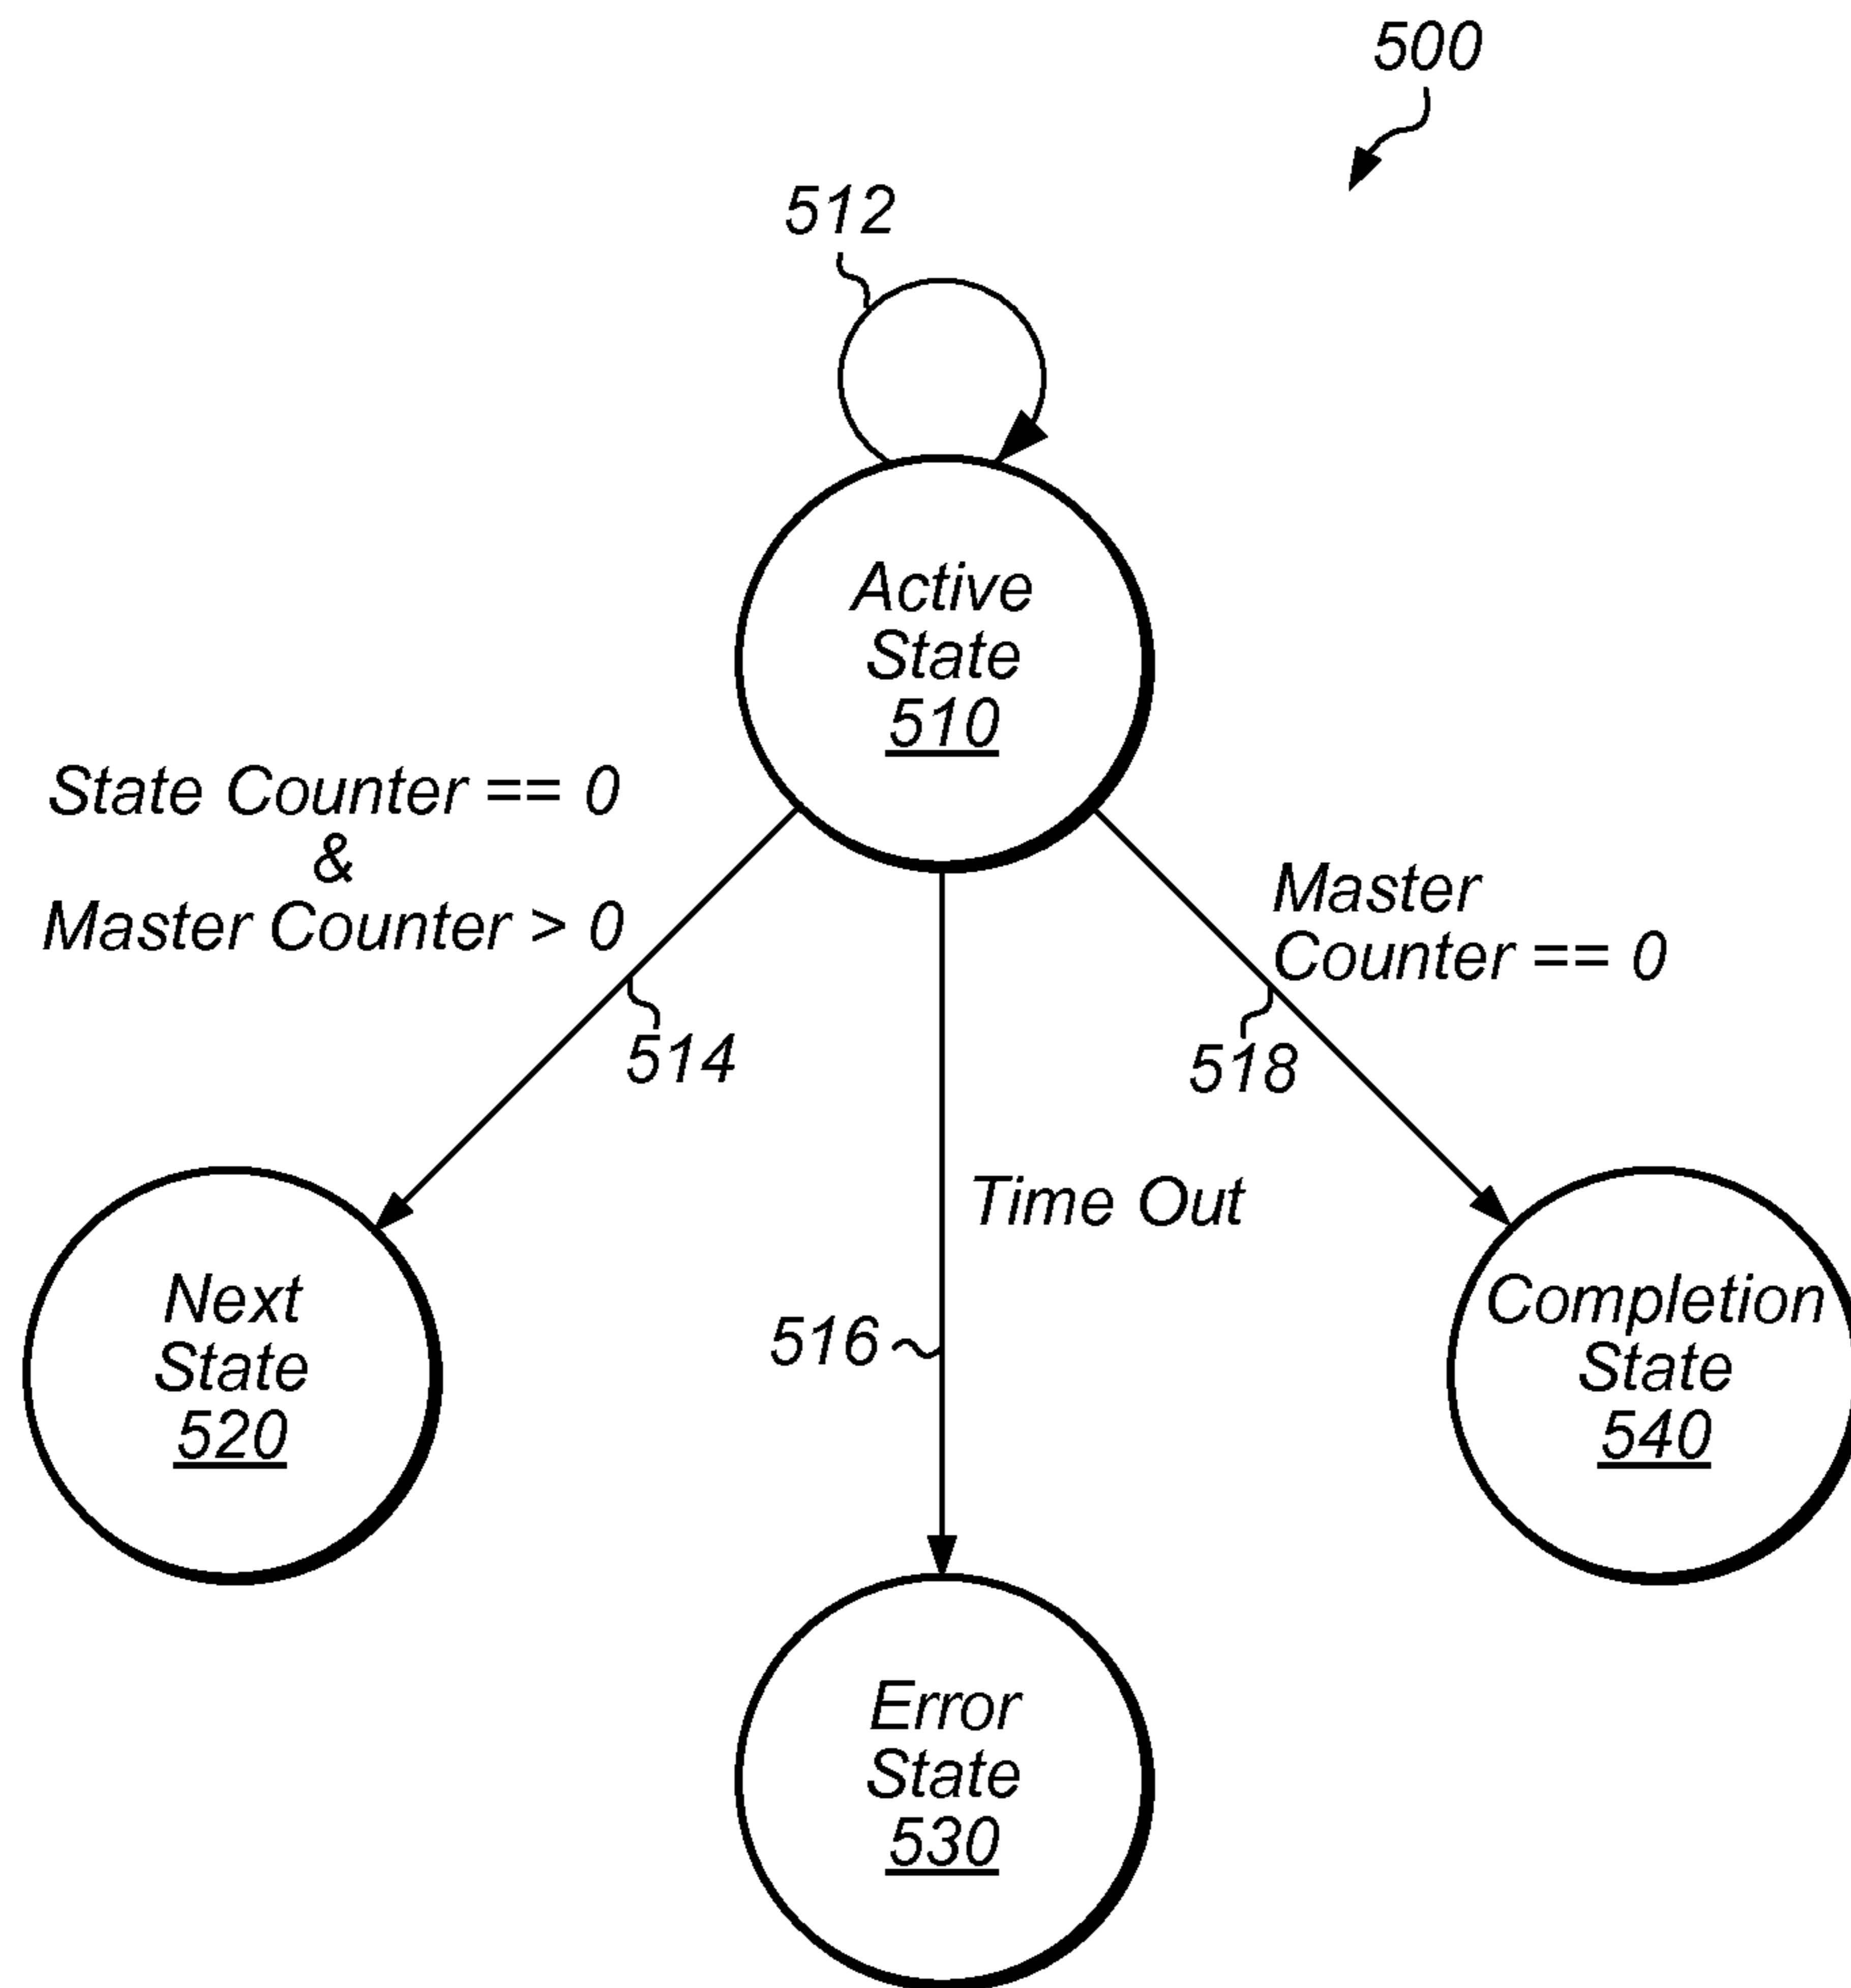 500
512
Active
State
510
State Counter == 0
&
Master Counter > 0
Master
Counter == 0
514
518
Time Out
516
Next
State
520
Completion
State
540
Error
State
530